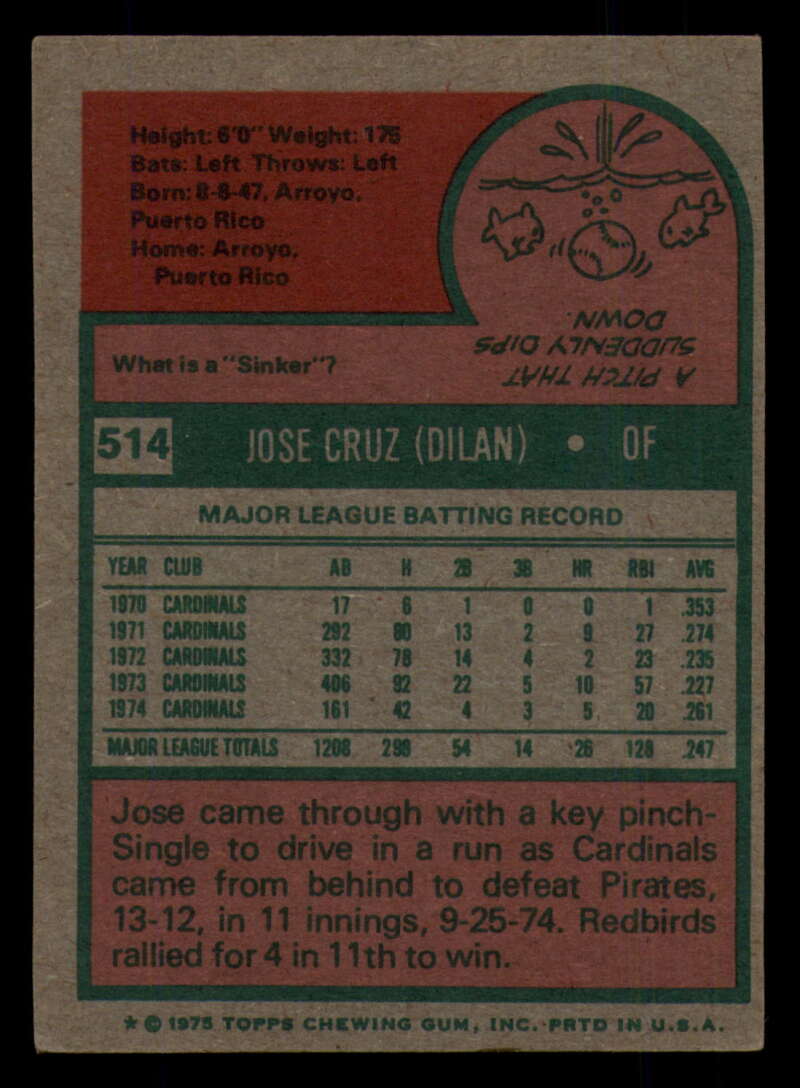 Height: 6'0" Weight: 175
Bats: Left Throws: Left
Born: 8-8-47, Arroyo,
Puerto Rico
Home: Arroyo,
Puerto Rico
What is a "Sinker"?
A PITCH THAT
SUDDENLY DIPS
DOWN.
514 JOSE CRUZ (DILAN) • OF
MAJOR LEAGUE BATTING RECORD
YEAR CLUB AB H 2B 3B HR RBI AVG
1970 CARDINALS 17 6 1 0 0 1 .353
1971 CARDINALS 292 80 13 2 9 27 .274
1972 CARDINALS 332 78 14 4 2 23 .235
1973 CARDINALS 406 92 22 5 10 57 .227
1974 CARDINALS 161 42 4 3 5 20 .261
MAJOR LEAGUE TOTALS 1208 298 54 14 26 128 .247
Jose came through with a key pinch-
Single to drive in a run as Cardinals
came from behind to defeat Pirates,
13-12, in 11 innings, 9-25-74. Redbirds
rallied for 4 in 11th to win.
★ © 1975 TOPPS CHEWING GUM, INC. PRTD IN U.S.A.